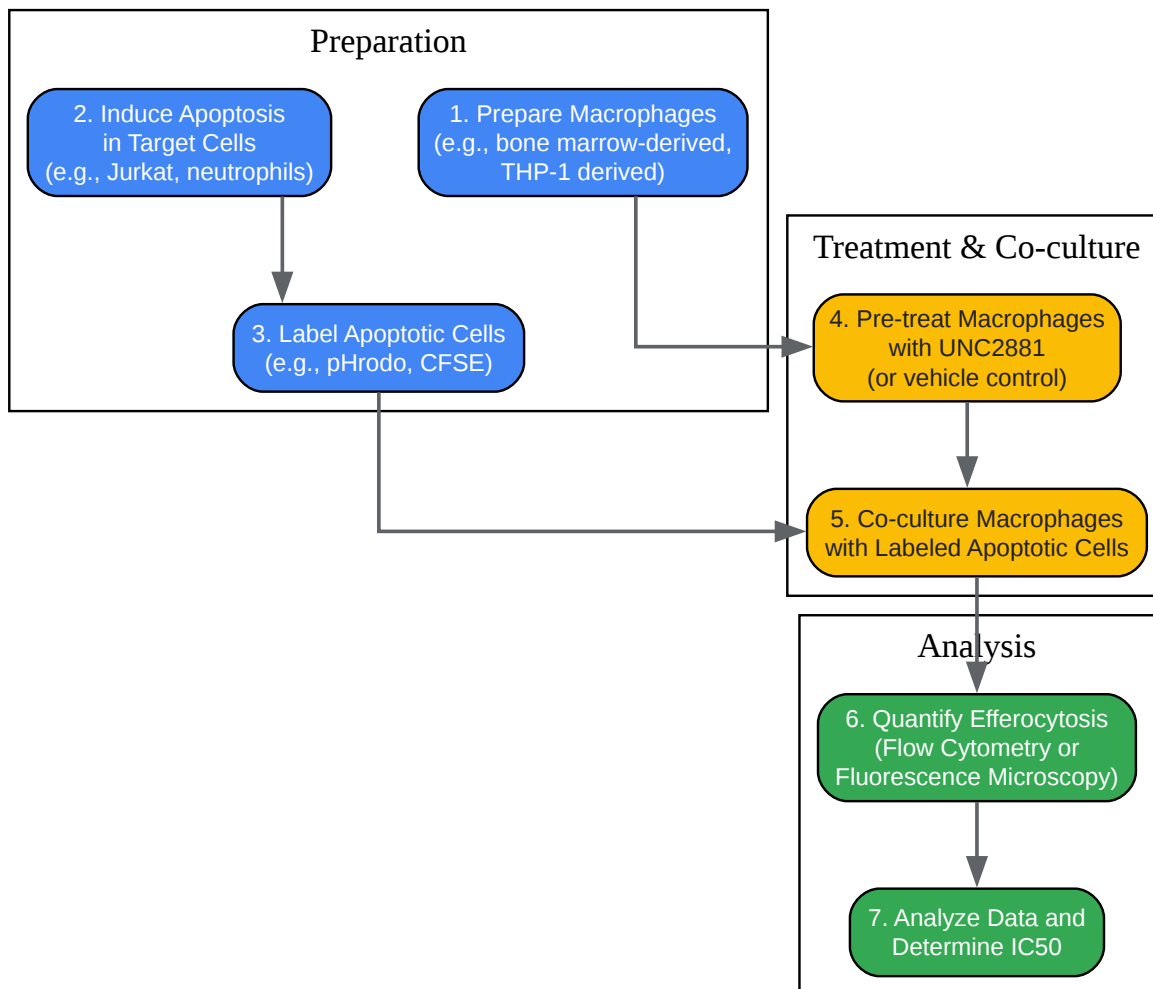 Preparation
2. Induce Apoptosis
in Target Cells
(e.g., Jurkat, neutrophils)
1. Prepare Macrophages
(e.g., bone marrow-derived,
THP-1 derived)
3. Label Apoptotic Cells
(e.g., pHrodo, CFSE)
Treatment & Co-culture
4. Pre-treat Macrophages
with UNC2881
(or vehicle control)
5. Co-culture Macrophages
with Labeled Apoptotic Cells
Analysis
6. Quantify Efferocytosis
(Flow Cytometry or
Fluorescence Microscopy)
7. Analyze Data and
Determine IC50